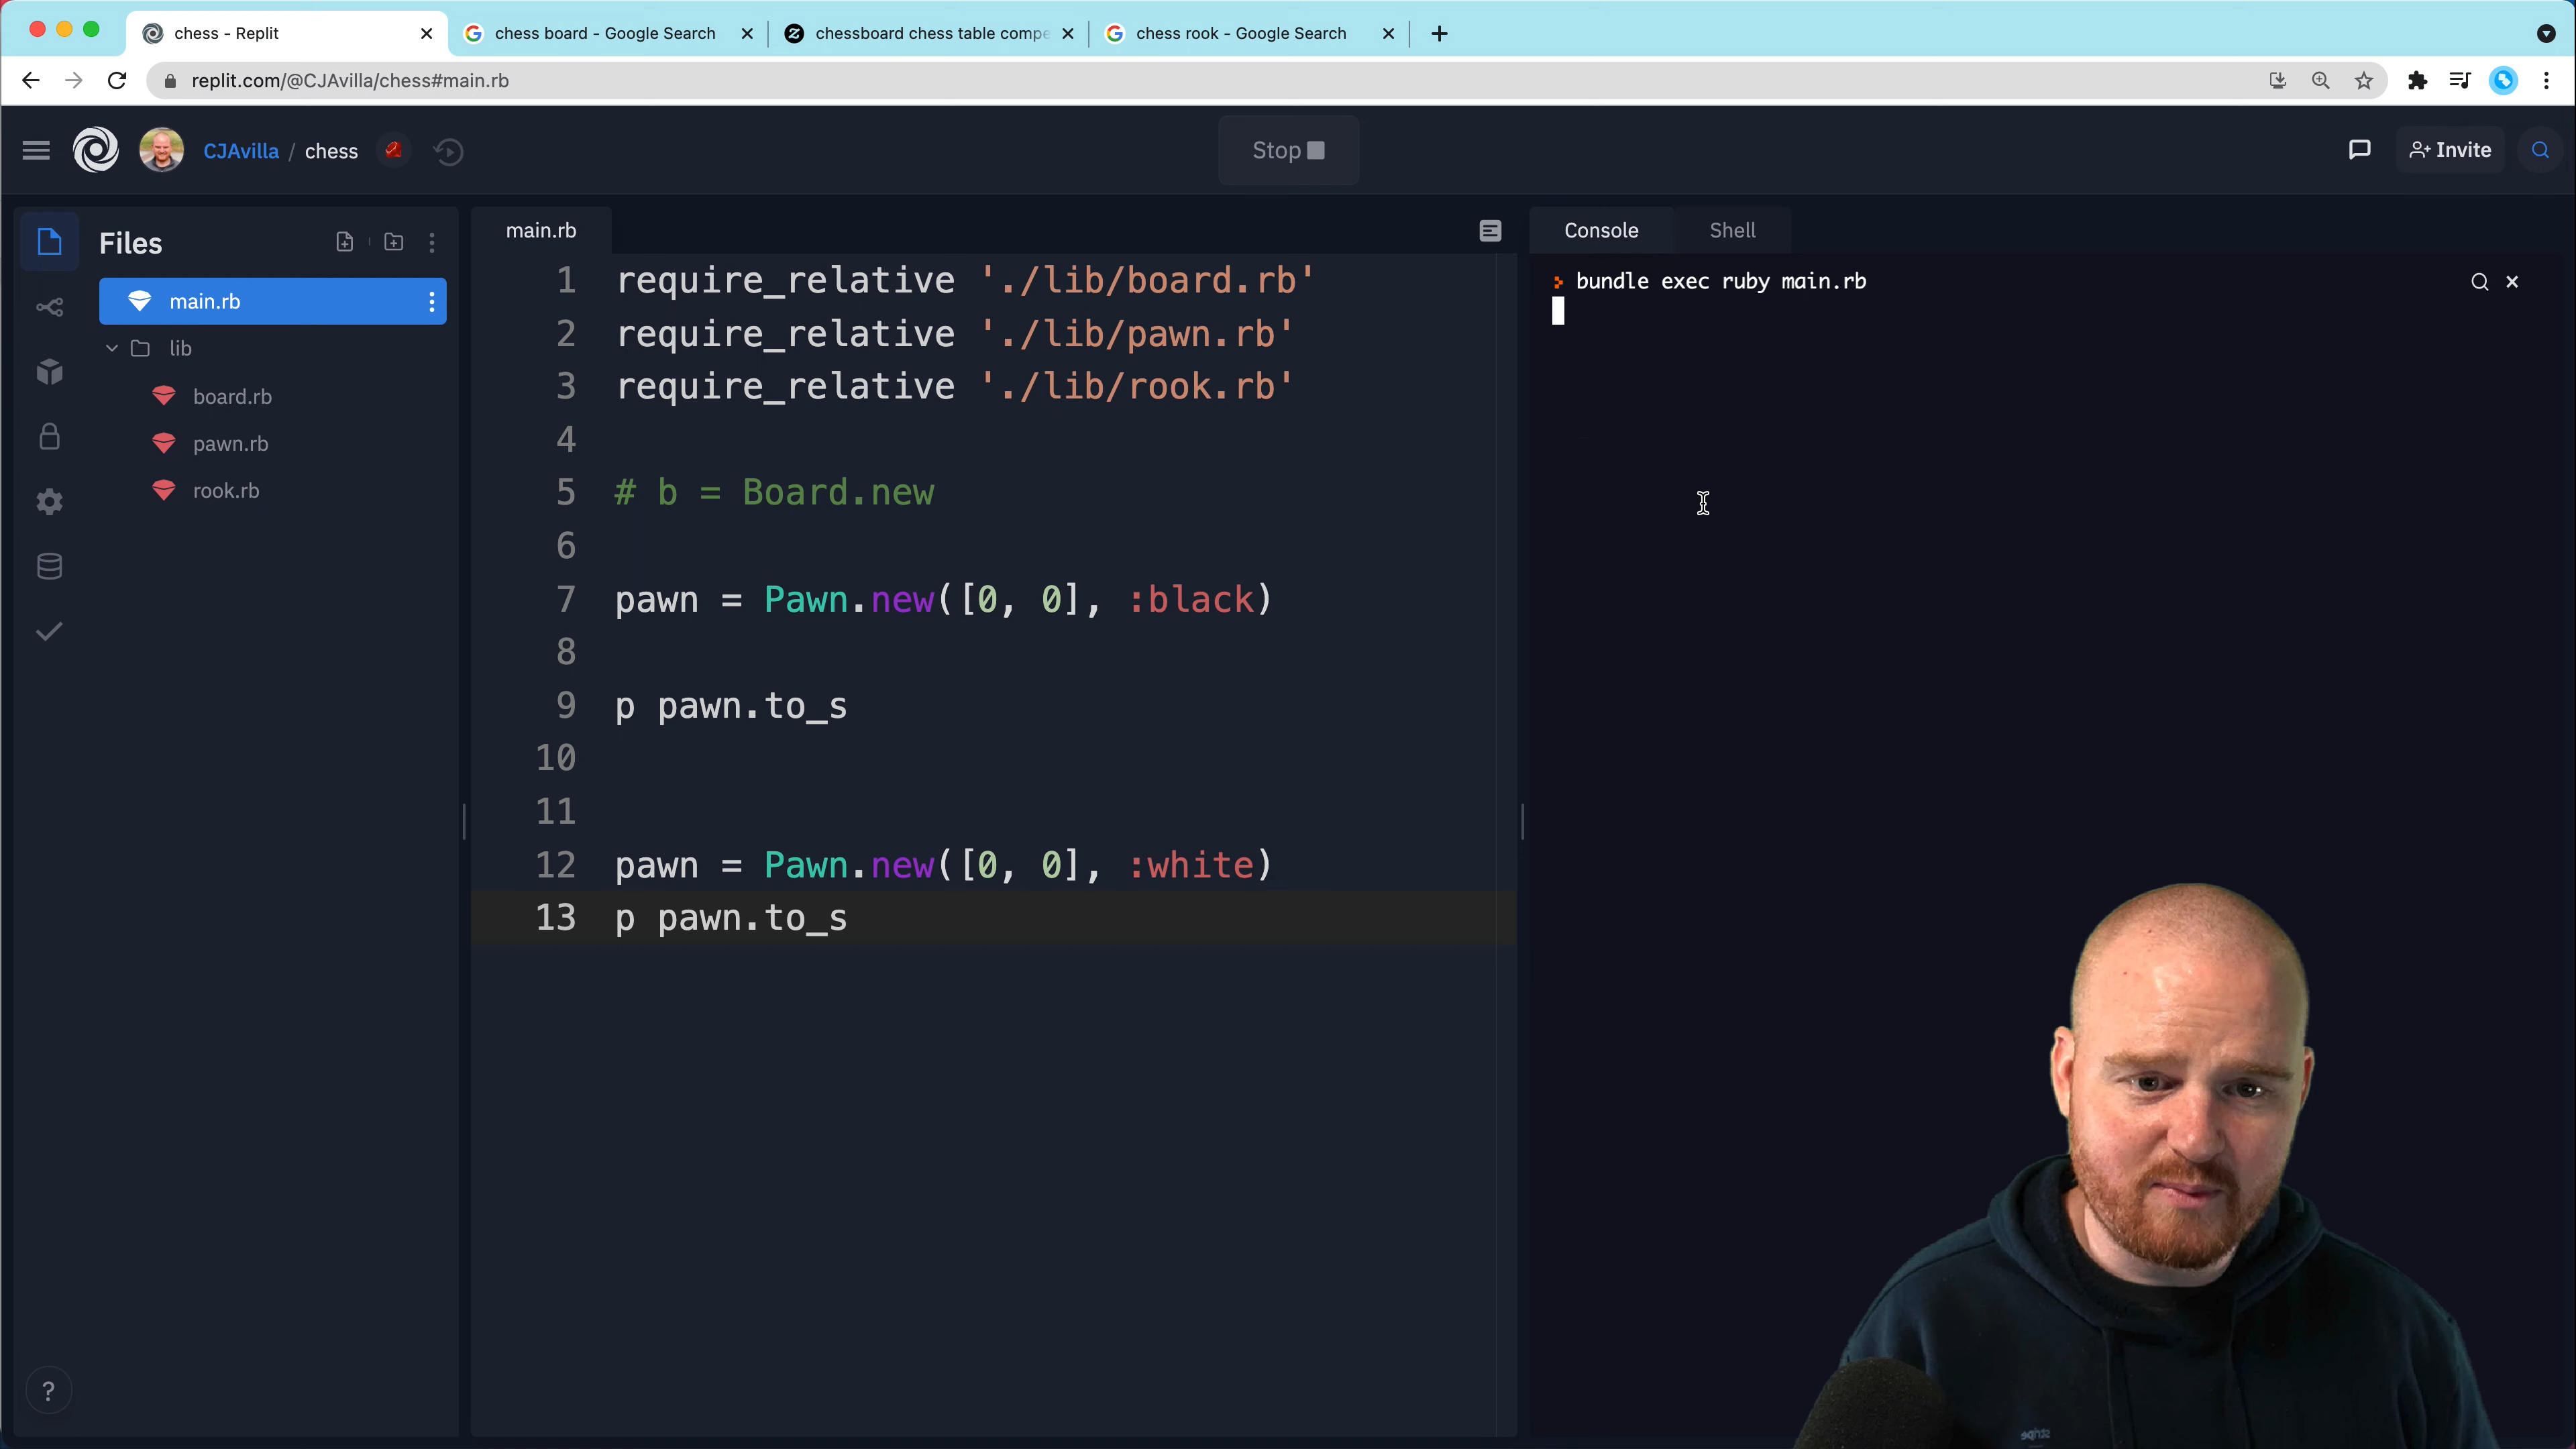 chess - Replit
chess board - Google Search
chessboard chess table compe
chess rook - Google Search
replit.com/@CJAvilla/chess#main.rb
CJAvilla / chess
Stop
Invite
Files
main.rb
lib
board.rb
pawn.rb
rook.rb
main.rb
1 require_relative './lib/board.rb'
2 require_relative './lib/pawn.rb'
3 require_relative './lib/rook.rb'
4
5 # b = Board.new
6
7 pawn = Pawn.new([0, 0], :black)
8
9 p pawn.to_s
10
11
12 pawn = Pawn.new([0, 0], :white)
13 p pawn.to_s
Console
Shell
bundle exec ruby main.rb
stripe